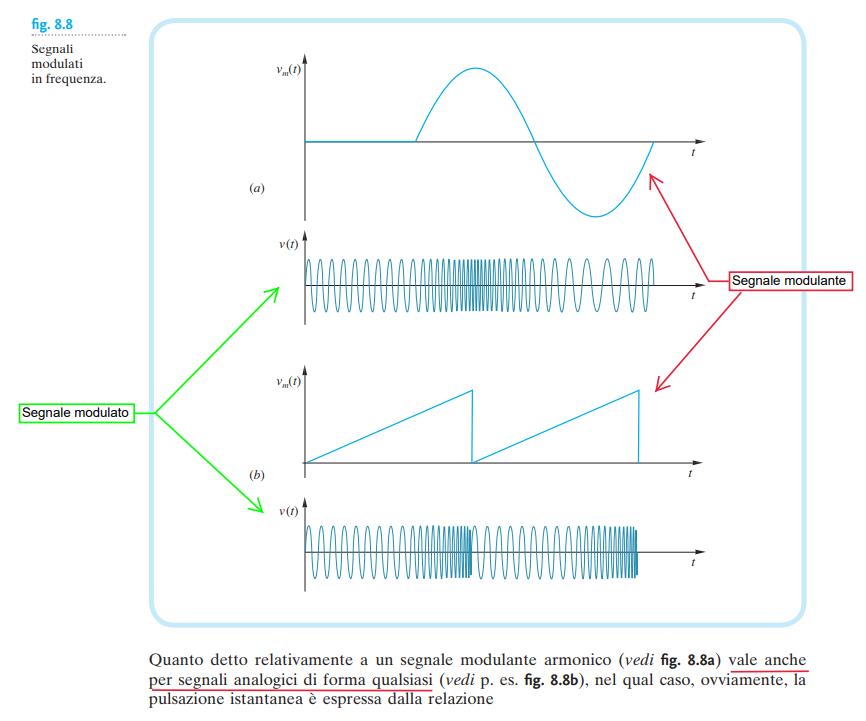 fig. 8.8
Segnali
modulati
in frequenza.
vm(t)
t
(a)
v(t)
t
Segnale modulante
vm(t)
Segnale modulato
(b)
t
v(t)
t
Quanto detto relativamente a un segnale modulante armonico (vedi fig. 8.8a) vale anche
per segnali analogici di forma qualsiasi (vedi p. es. fig. 8.8b), nel qual caso, ovviamente, la
pulsazione istantanea è espressa dalla relazione